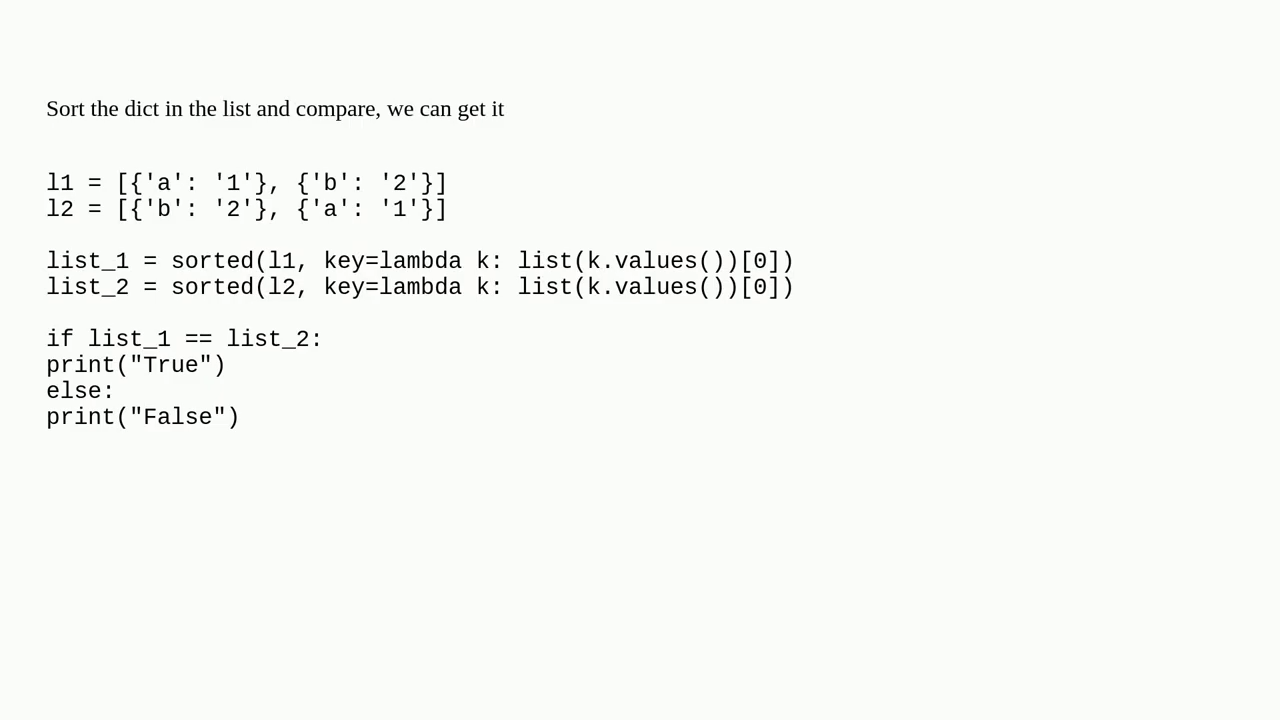 Sort the dict in the list and compare, we can get it
l1 = [{'a': '1'}, {'b': '2'}]
l2 = [{'b': '2'}, {'a': '1'}]
list_1 = sorted(l1, key=lambda k: list(k.values())[0])
list_2 = sorted(l2, key=lambda k: list(k.values())[0])
if list_1 == list_2:
print("True")
else:
print("False")